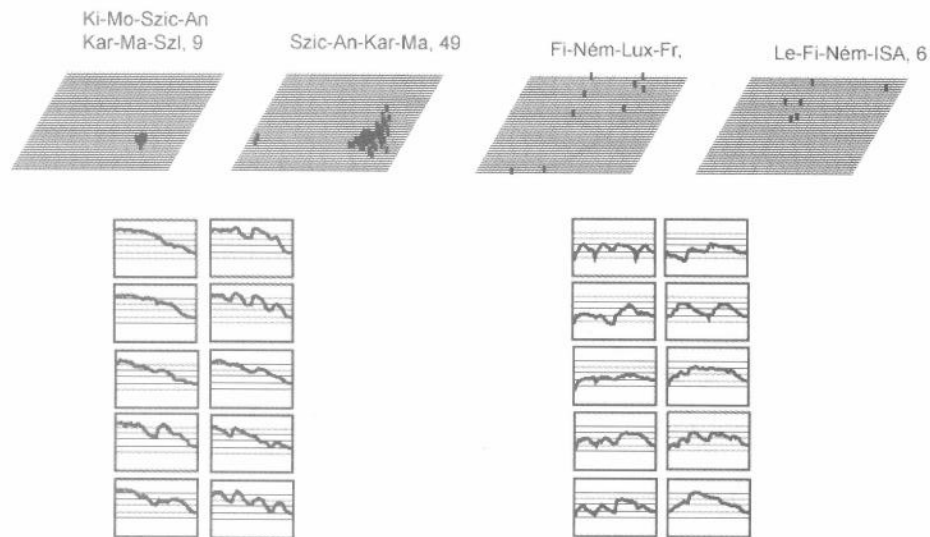 Ki-Mo-Szic-An
Kar-Ma-Szl, 9
Szic-An-Kar-Ma, 49
Fi-Ném-Lux-Fr,
Le-Fi-Ném-ISA, 6